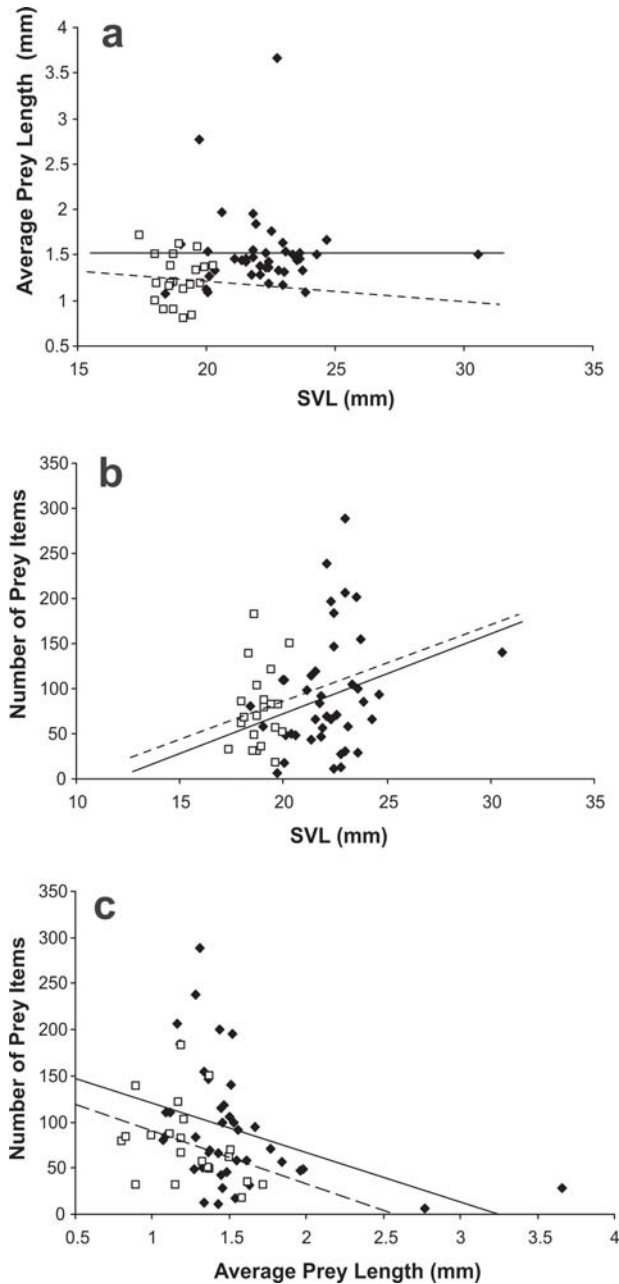 a
Average Prey Length (mm)
4
3.5
3
2.5
2
1.5
1
0.5
15 20 25 30 35
SVL (mm)
b
Number of Prey Items
350
300
250
200
150
100
50
0
10 15 20 25 30 35
SVL (mm)
c
Number of Prey Items
350
300
250
200
150
100
50
0
0.5 1 1.5 2 2.5 3 3.5 4
Average Prey Length (mm)